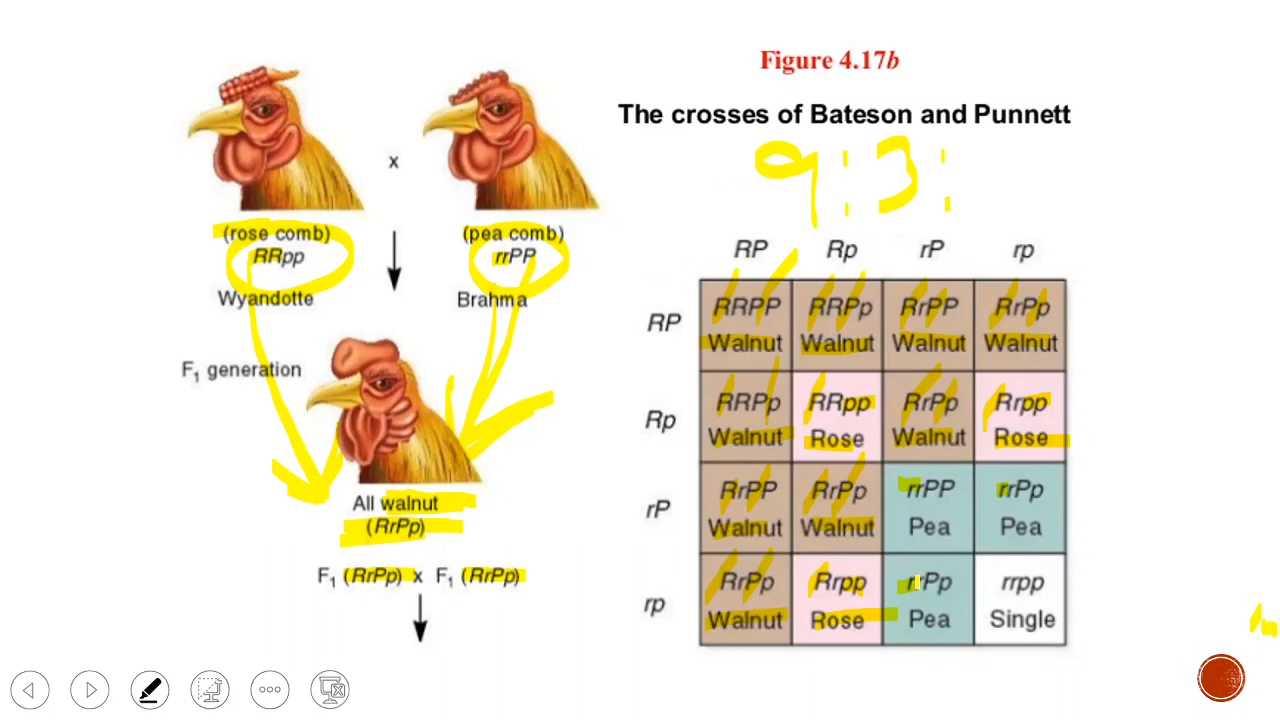 Figure 4.17b
The crosses of Bateson and Punnett
9:3:
x
(rose comb)
RRpp
Wyandotte
(pea comb)
rrPP
Brahma
F1 generation
All walnut
(RrPp)
F1 (RrPp) x F1 (RrPp)
RP Rp rP rp
RP RRPP RRPp RrPP RrPp
Walnut Walnut Walnut Walnut
Rp RRPp RRpp RrPp Rrpp
Walnut Rose Walnut Rose
rP RrPP RrPp rrPP rrPp
Walnut Walnut Pea Pea
rp RrPp Rrpp rrPp rrpp
Walnut Rose Pea Single